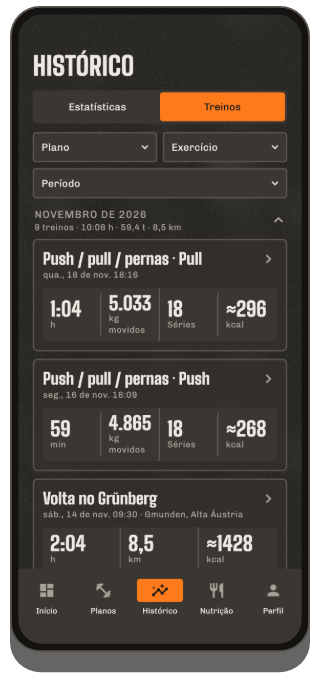 HISTÓRICO
Estatísticas Treinos
Plano Exercício
Período
NOVEMBRO DE 2026
9 treinos · 10:08 h · 59,4 t · 8,5 km
Push / pull / pernas · Pull
qua., 18 de nov. 18:16
1:04 5.033 18 ≈296
h kg movidos Séries kcal
Push / pull / pernas · Push
seg., 16 de nov. 18:09
59 4.865 18 ≈268
min kg movidos Séries kcal
Volta no Grünberg
sáb., 14 de nov. 09:30 · Gmunden, Alta Áustria
2:04 8,5 ≈1428
h km kcal
Início Planos Histórico Nutrição Perfil